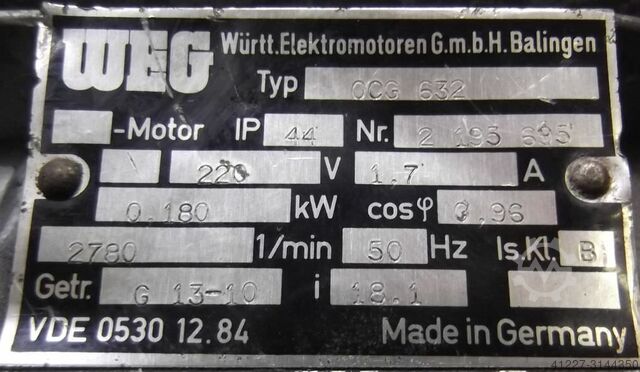 WEG Württ.Elektromotoren G.m.b.H. Balingen
Typ OCG 632
-Motor IP 44 Nr. 2 195 695
220 V 1,7 A
0.180 kW cosφ 0,96
2780 1/min 50 Hz Is.Kl. B
Getr. G 13-10 i 18.1
VDE 0530 12.84 Made in Germany
41227-3144350